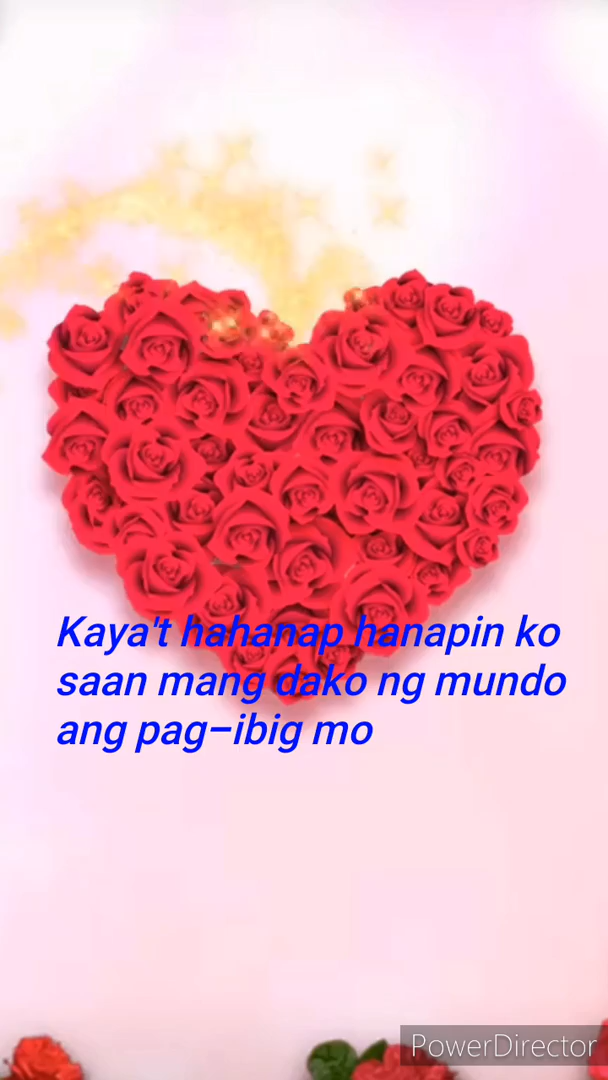 Kaya't hahanap hanapin ko
saan mang dako ng mundo
ang pag–ibig mo
PowerDirector